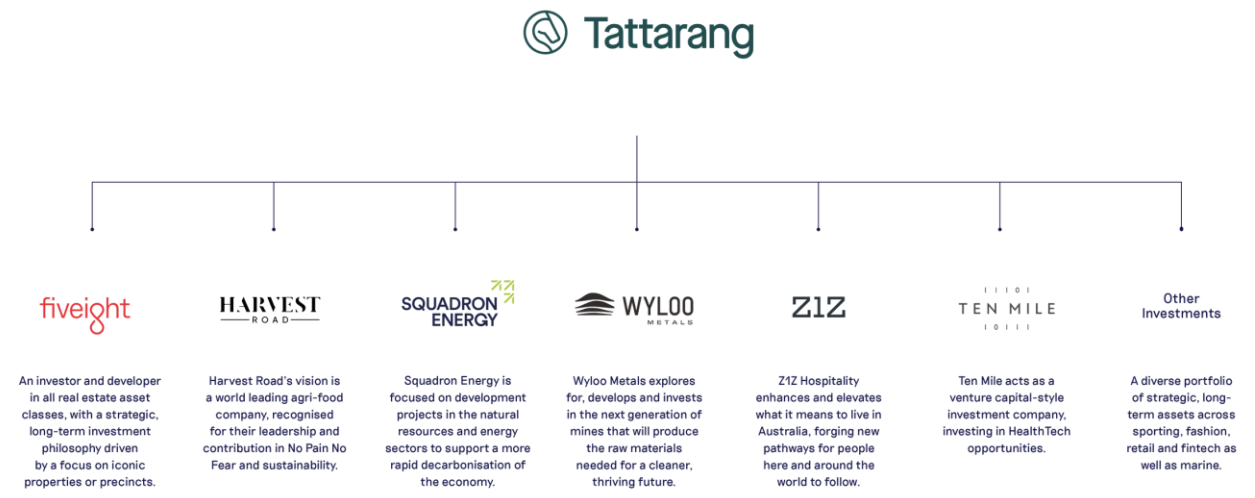 Tattarang
fiveight
HARVEST
ROAD
SQUADRON
ENERGY
WYLOO
METALS
Z1Z
I I I O I
TEN MILE
I O I I I
Other
Investments
An investor and developer
in all real estate asset
classes, with a strategic,
long-term investment
philosophy driven
by a focus on iconic
properties or precincts.
Harvest Road's vision is
a world leading agri-food
company, recognised
for their leadership and
contribution in No Pain No
Fear and sustainability.
Squadron Energy is
focused on development
projects in the natural
resources and energy
sectors to support a more
rapid decarbonisation of
the economy.
Wyloo Metals explores
for, develops and invests
in the next generation of
mines that will produce
the raw materials
needed for a cleaner,
thriving future.
Z1Z Hospitality
enhances and elevates
what it means to live in
Australia, forging new
pathways for people
here and around the
world to follow.
Ten Mile acts as a
venture capital-style
investment company,
investing in HealthTech
opportunities.
A diverse portfolio
of strategic, long-
term assets across
sporting, fashion,
retail and fintech as
well as marine.